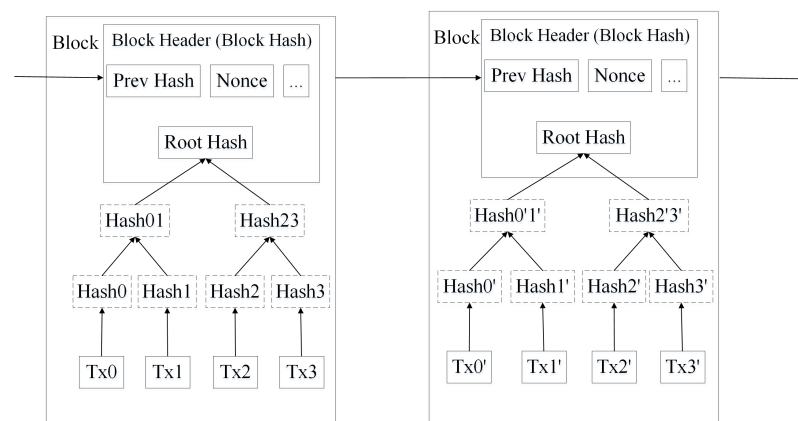 Block
Block Header (Block Hash)
Prev Hash
Nonce
...
Root Hash
Hash01
Hash23
Hash0
Hash1
Hash2
Hash3
Tx0
Tx1
Tx2
Tx3
Block
Block Header (Block Hash)
Prev Hash
Nonce
...
Root Hash
Hash0'1'
Hash2'3'
Hash0'
Hash1'
Hash2'
Hash3'
Tx0'
Tx1'
Tx2'
Tx3'